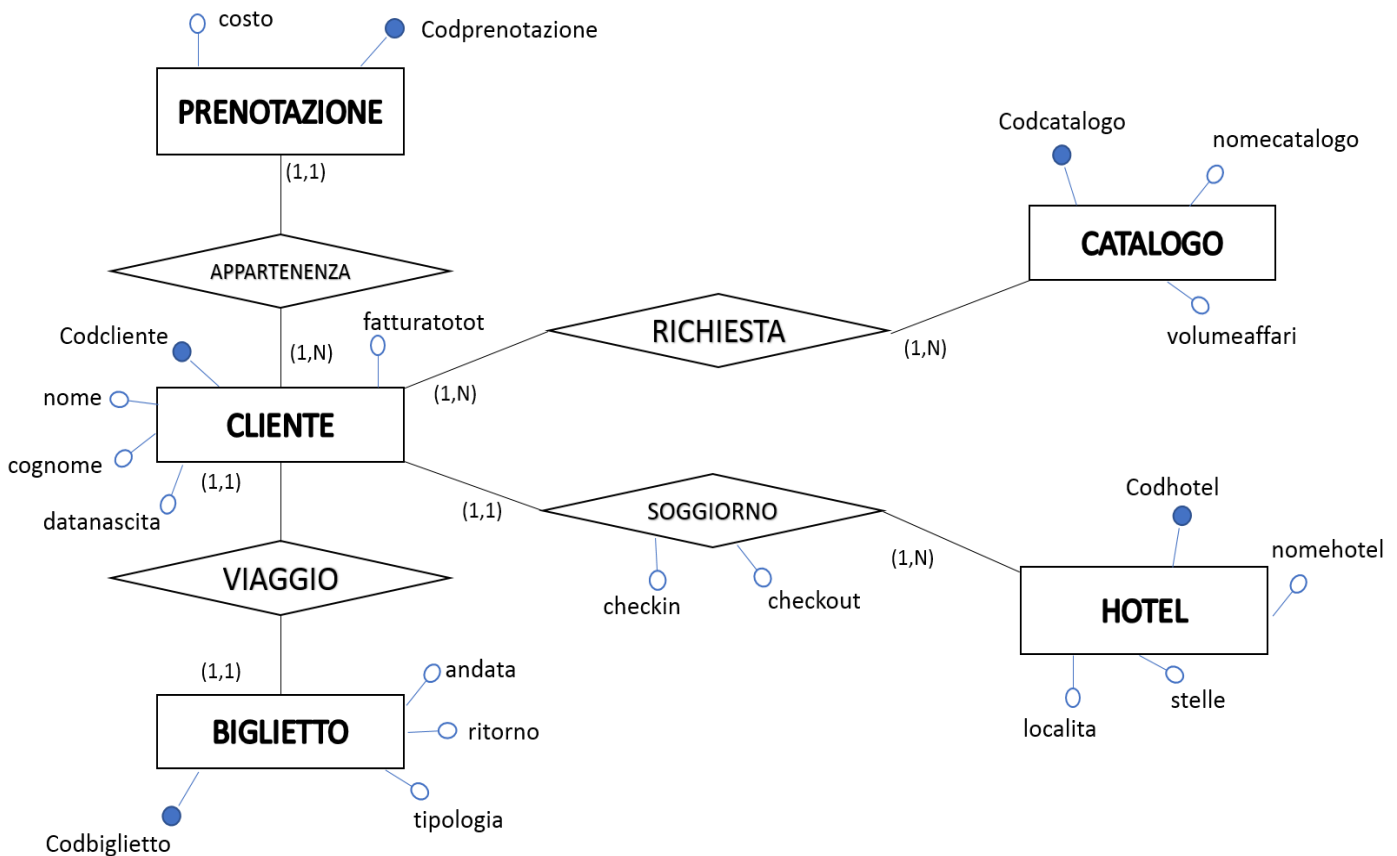 costo
Codprenotazione
PRENOTAZIONE
(1,1)
APPARTENENZA
(1,N)
Codcliente
fatturatotot
nome
CLIENTE
cognome
datanascita
(1,1)
(1,N)
RICHIESTA
(1,N)
Codcatalogo
nomecatalogo
CATALOGO
volumeaffari
(1,1)
SOGGIORNO
checkin
checkout
(1,N)
Codhotel
nomehotel
HOTEL
stelle
localita
VIAGGIO
(1,1)
andata
BIGLIETTO
ritorno
tipologia
Codbiglietto